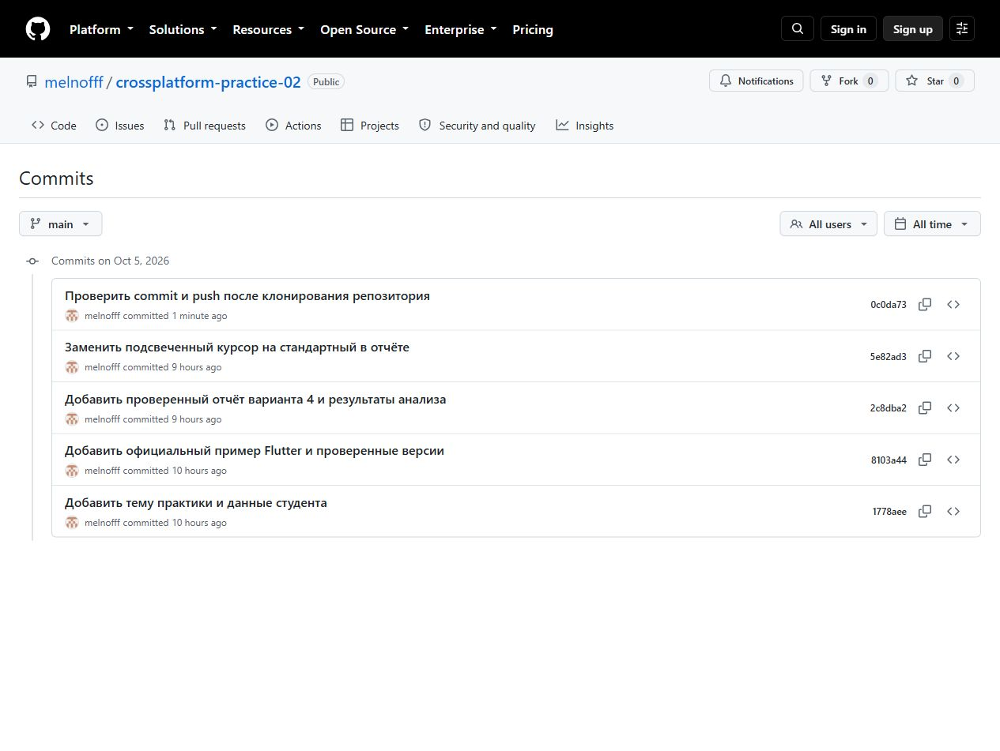 Platform Solutions Resources Open Source Enterprise Pricing Sign in Sign up
melnofff / crossplatform-practice-02 Public Notifications Fork 0 Star 0
Code Issues Pull requests Actions Projects Security and quality Insights
Commits
main All users All time
Commits on Oct 5, 2026
Проверить commit и push после клонирования репозитория
melnofff committed 1 minute ago
0c0da73
Заменить подсвеченный курсор на стандартный в отчёте
melnofff committed 9 hours ago
5e82ad3
Добавить проверенный отчёт варианта 4 и результаты анализа
melnofff committed 9 hours ago
2c8dba2
Добавить официальный пример Flutter и проверенные версии
melnofff committed 10 hours ago
8103a44
Добавить тему практики и данные студента
melnofff committed 10 hours ago
1778aee